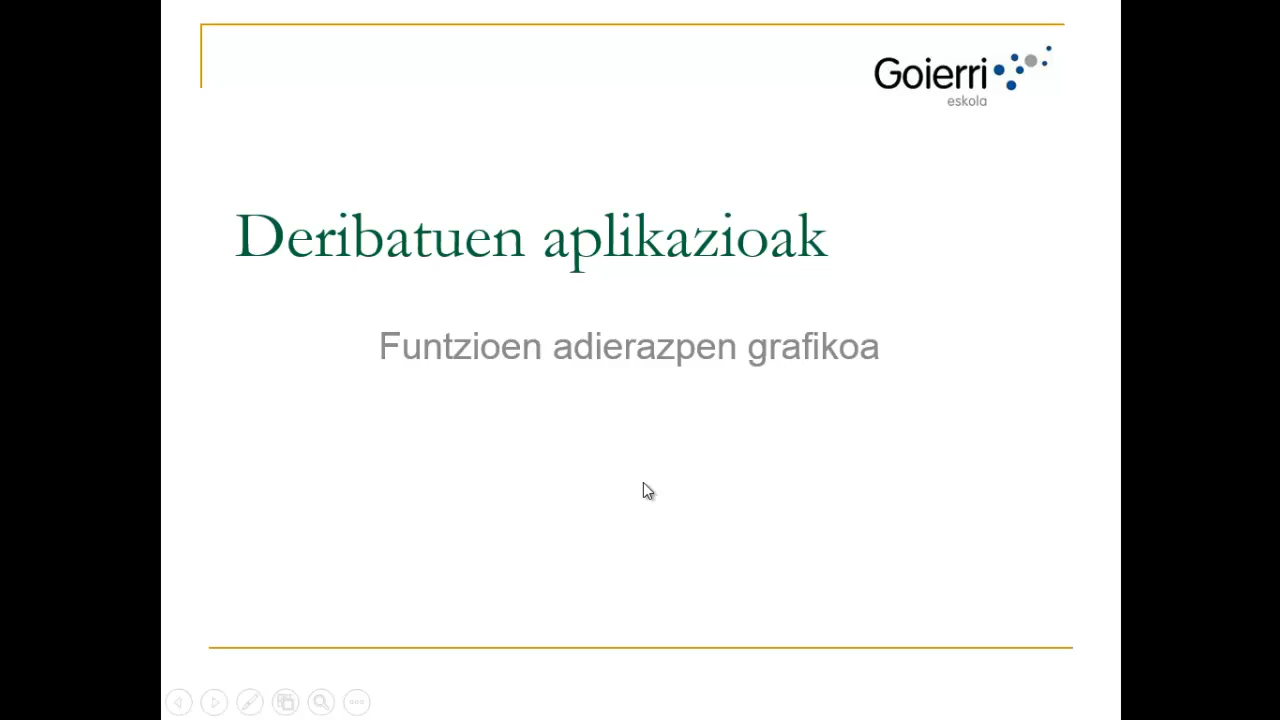 Goierri
eskola
Deribatuen aplikazioak
Funtzioen adierazpen grafikoa